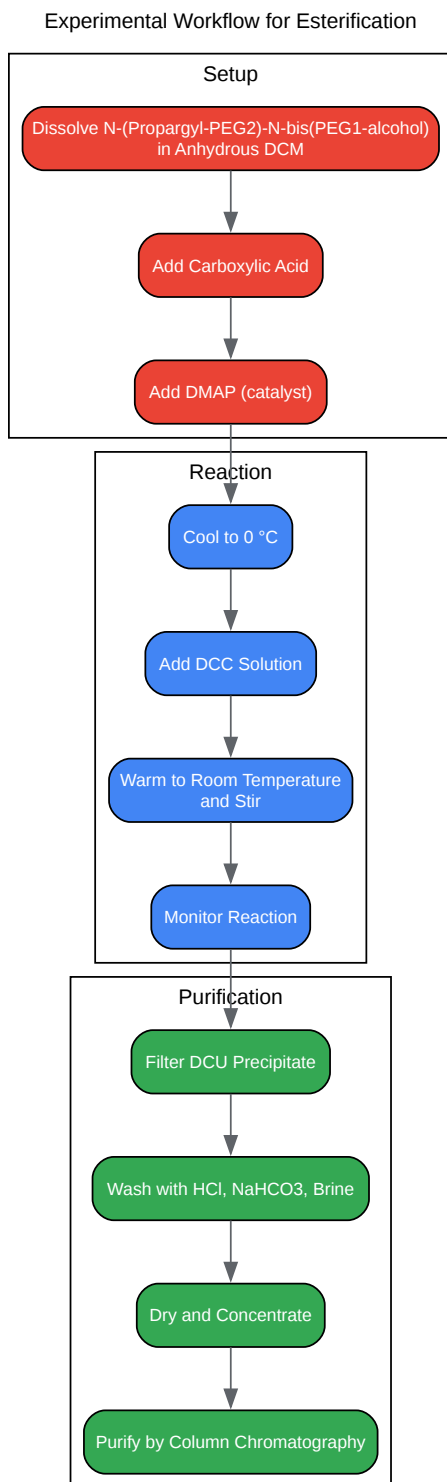 Experimental Workflow for Esterification
Setup
Dissolve N-(Propargyl-PEG2)-N-bis(PEG1-alcohol)
in Anhydrous DCM
Add Carboxylic Acid
Add DMAP (catalyst)
Reaction
Cool to 0 °C
Add DCC Solution
Warm to Room Temperature
and Stir
Monitor Reaction
Purification
Filter DCU Precipitate
Wash with HCl, NaHCO3, Brine
Dry and Concentrate
Purify by Column Chromatography